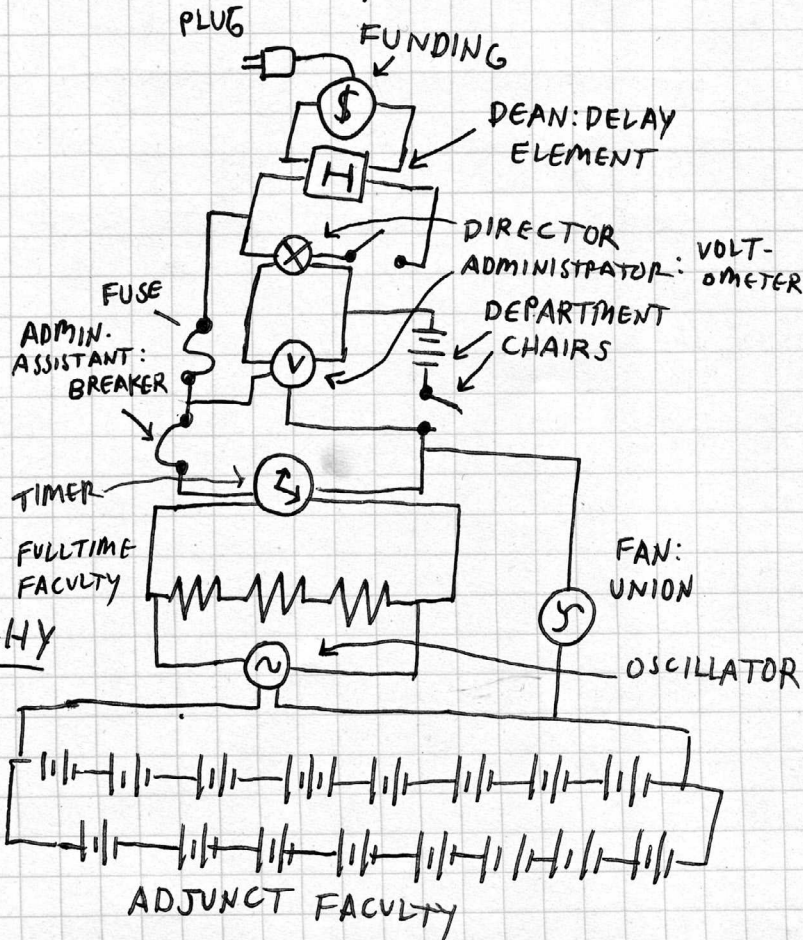 PLUG
FUNDING
$
DEAN: DELAY
ELEMENT
H
DIRECTOR
ADMINISTRATOR: VOLT-
OMETER
FUSE
DEPARTMENT
CHAIRS
ADMIN.
ASSISTANT:
BREAKER
V
TIMER
FULLTIME
FACULTY
FAN:
UNION
HY
OSCILLATOR
ADJUNCT FACULTY